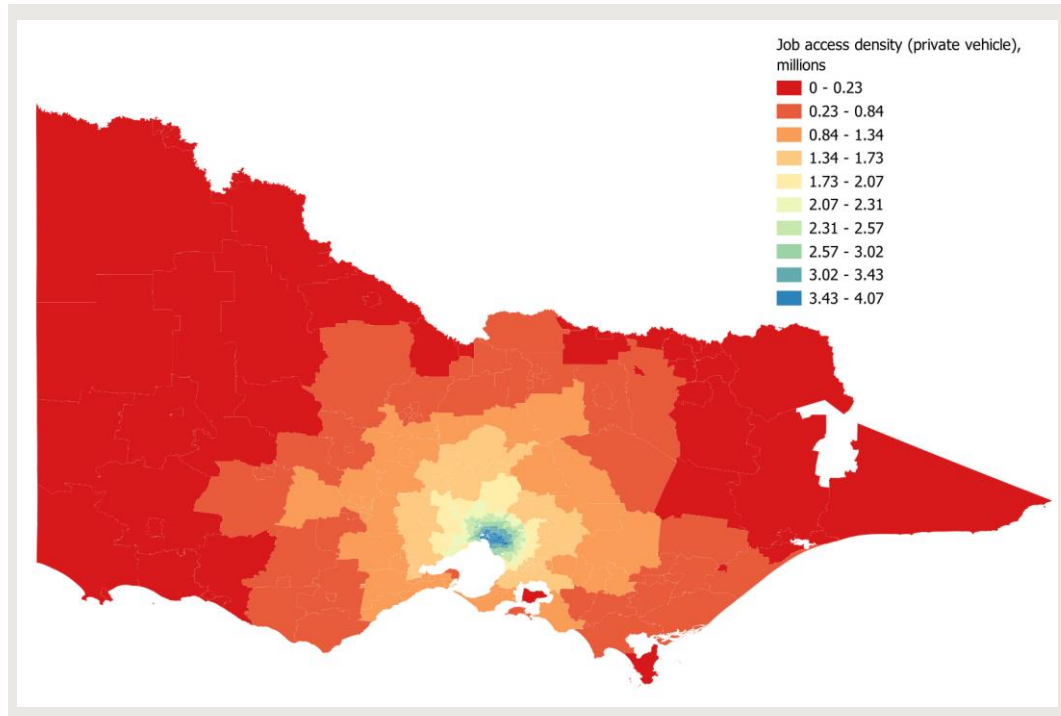 Job access density (private vehicle),
millions
0 - 0.23
0.23 - 0.84
0.84 - 1.34
1.34 - 1.73
1.73 - 2.07
2.07 - 2.31
2.31 - 2.57
2.57 - 3.02
3.02 - 3.43
3.43 - 4.07